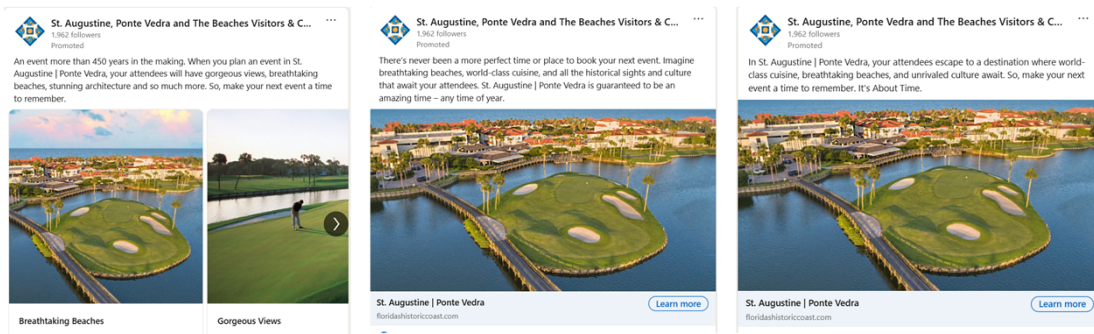 St. Augustine, Ponte Vedra and The Beaches Visitors & C...
1,962 followers
Promoted
An event more than 450 years in the making. When you plan an event in St.
Augustine | Ponte Vedra, your attendees will have gorgeous views, breathtaking
beaches, stunning architecture and so much more. So, make your next event a time
to remember.
Breathtaking Beaches
Gorgeous Views
St. Augustine, Ponte Vedra and The Beaches Visitors & C...
1,962 followers
Promoted
There's never been a more perfect time or place to book your next event. Imagine
breathtaking beaches, world-class cuisine, and all the historical sights and culture
that await your attendees. St. Augustine | Ponte Vedra is guaranteed to be an
amazing time – any time of year.
St. Augustine | Ponte Vedra
floridashistoriccoast.com
Learn more
St. Augustine, Ponte Vedra and The Beaches Visitors & C...
1,962 followers
Promoted
In St. Augustine | Ponte Vedra, your attendees escape to a destination where world-
class cuisine, breathtaking beaches, and unrivaled culture await. So, make your next
event a time to remember. It's About Time.
St. Augustine | Ponte Vedra
floridashistoriccoast.com
Learn more